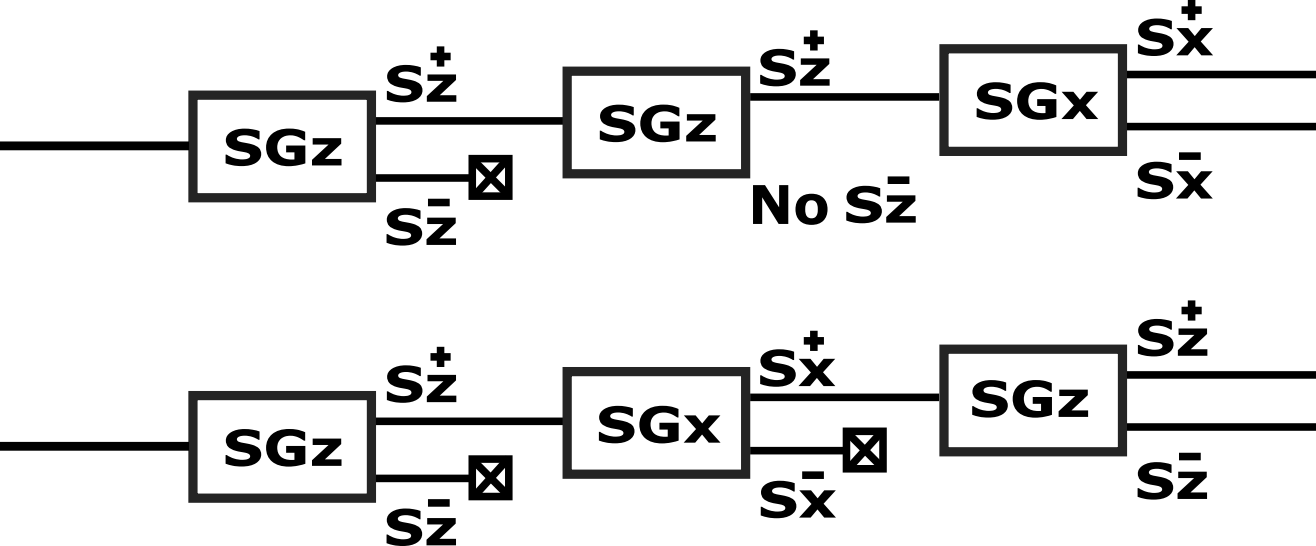 Sz+ Sz+ Sx+
SGz SGz SGx
Sz- No Sz- Sx-
Sz+ Sx+ Sz+
SGz SGx SGz
Sz- Sx- Sz-